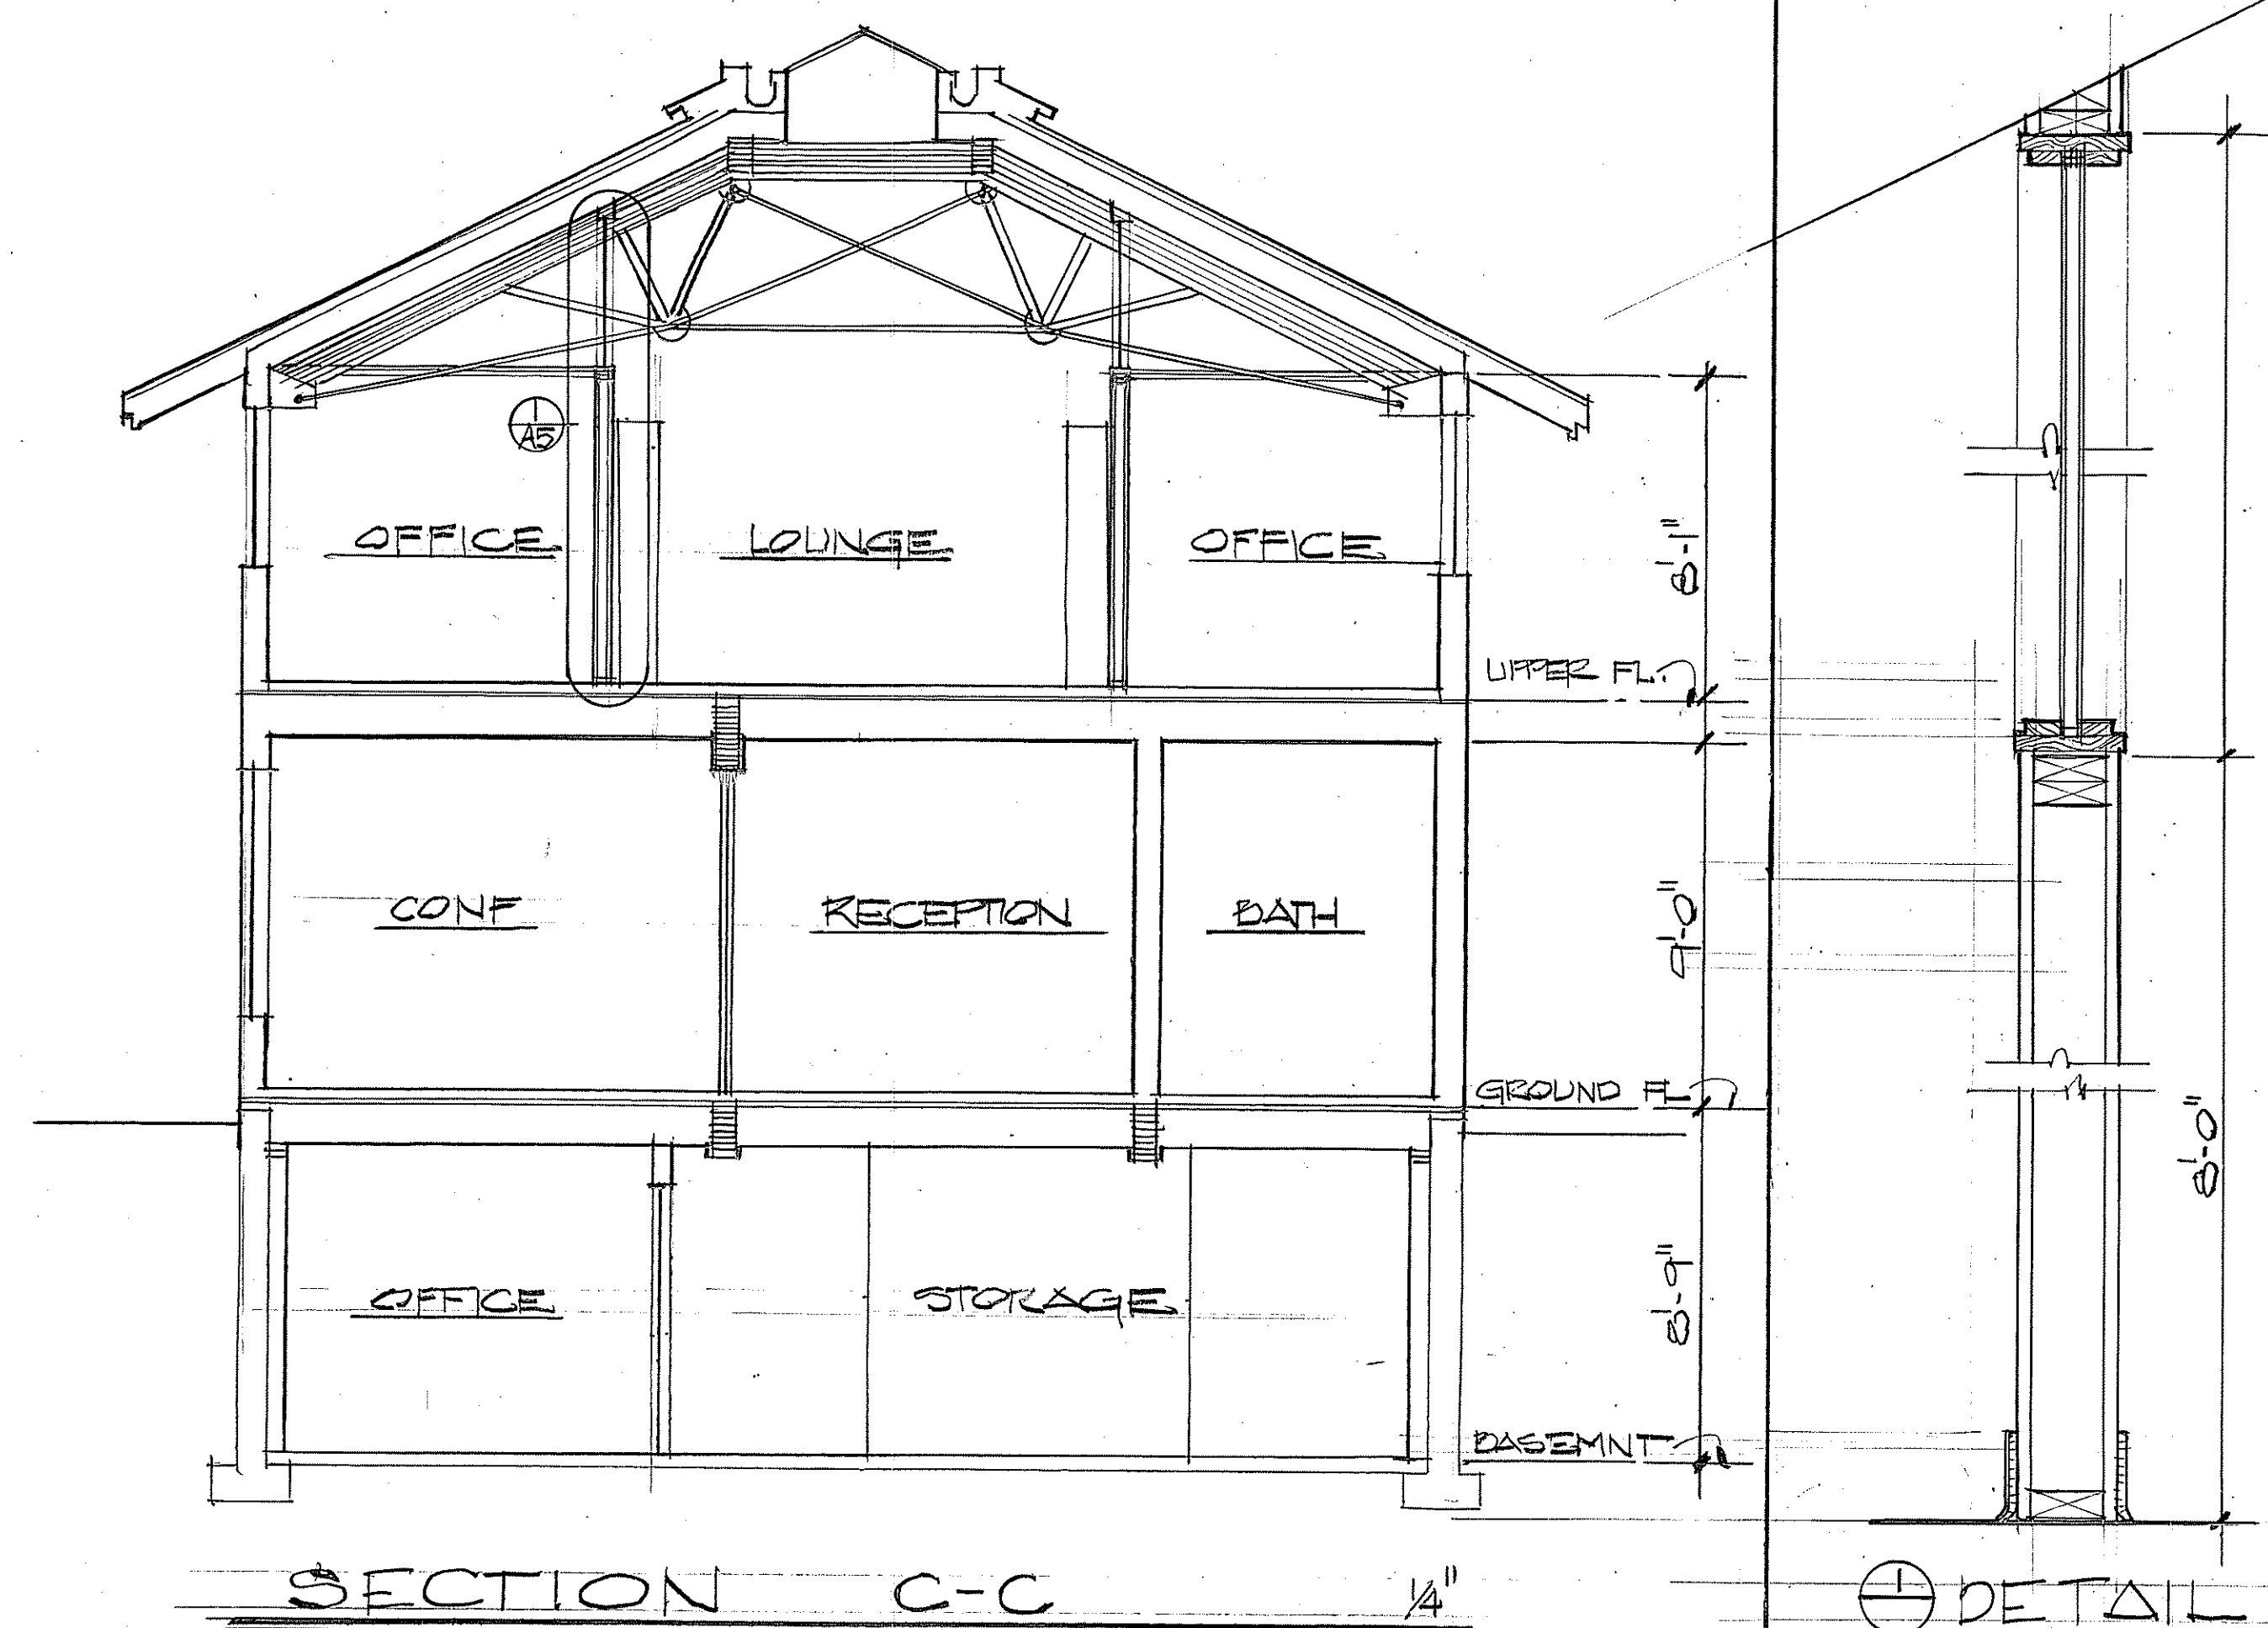 1
A5
OFFICE
LOUNGE
OFFICE
8'-1"
UPPER FL.
CONF
RECEPTION
BATH
9'-0"
GROUND FL
8'-0"
OFFICE
STORAGE
8'-9"
BASEMNT
SECTION C-C 1/4"
1 DETAIL